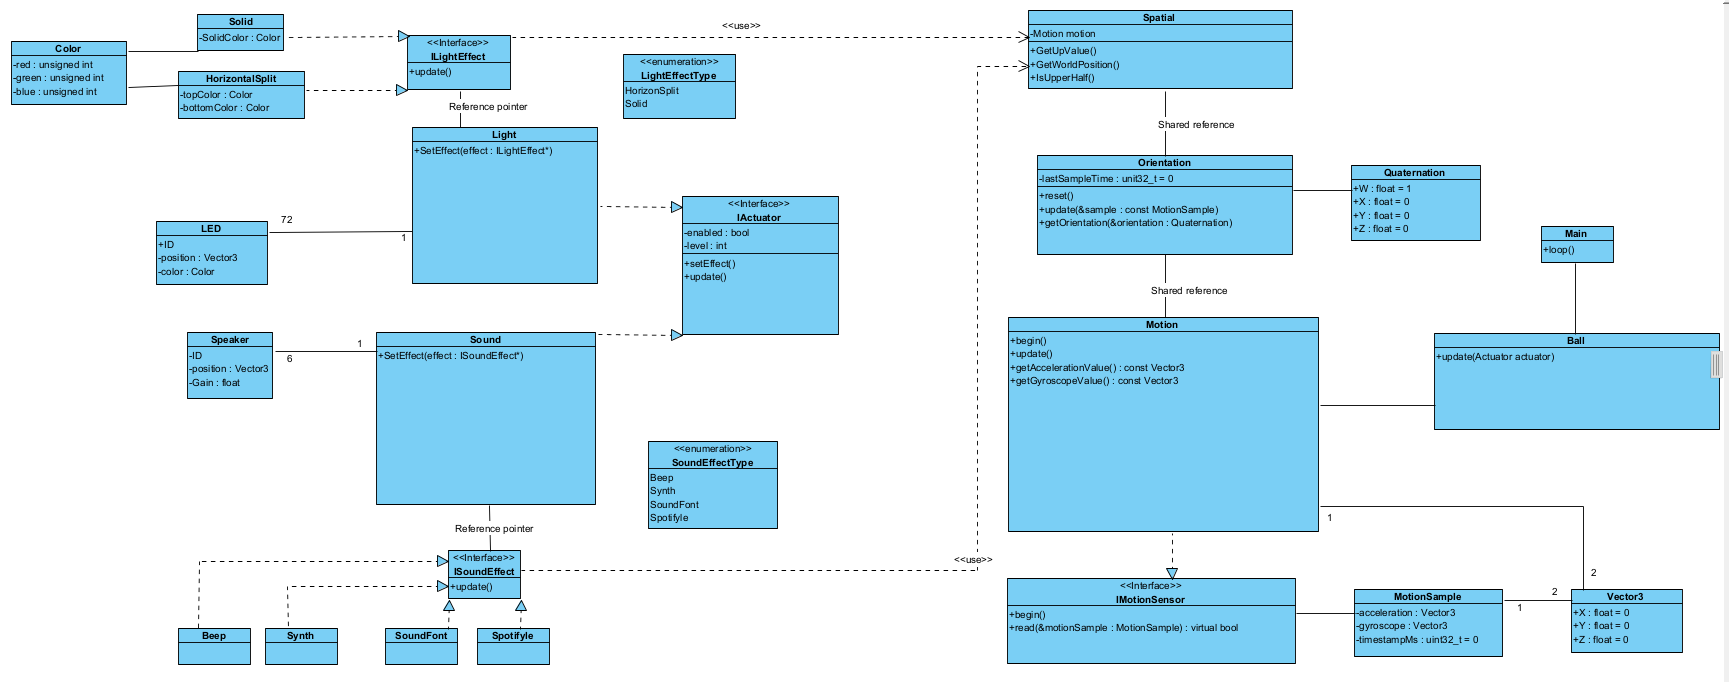 Solid
-SolidColor : Color
Color
-red : unsigned int
-green : unsigned int
-blue : unsigned int
HorizontalSplit
-topColor : Color
-bottomColor : Color
<<Interface>>
ILightEffect
+update()
Reference pointer
<<use>>
<<enumeration>>
LightEffectType
HorizonSplit
Solid
Spatial
-Motion motion
+GetUpValue()
+GetWorldPosition()
+IsUpperHalf()
Shared reference
Light
+SetEffect(effect : ILightEffect*)
Orientation
-lastSampleTime : unit32_t = 0
+reset()
+update(&sample : const MotionSample)
+getOrientation(&orientation : Quaternation)
Quaternation
+W : float = 1
+X : float = 0
+Y : float = 0
+Z : float = 0
<<Interface>>
IActuator
-enabled : bool
-level : int
+setEffect()
+update()
LED
+ID
-position : Vector3
-color : Color
72
1
Main
+loop()
Shared reference
Speaker
-ID
-position : Vector3
-Gain : float
1
6
Sound
+SetEffect(effect : ISoundEffect*)
Motion
+begin()
+update()
+getAccelerationValue() : const Vector3
+getGyroscopeValue() : const Vector3
Ball
+update(Actuator actuator)
<<enumeration>>
SoundEffectType
Beep
Synth
SoundFont
Spotifyle
1
2
Reference pointer
<<Interface>>
ISoundEffect
+update()
<<use>>
<<Interface>>
IMotionSensor
+begin()
+read(&motionSample : MotionSample) : virtual bool
MotionSample
-acceleration : Vector3
-gyroscope : Vector3
-timestampMs : uint32_t = 0
1
2
Vector3
+X : float = 0
+Y : float = 0
+Z : float = 0
Beep
Synth
SoundFont
Spotifyle